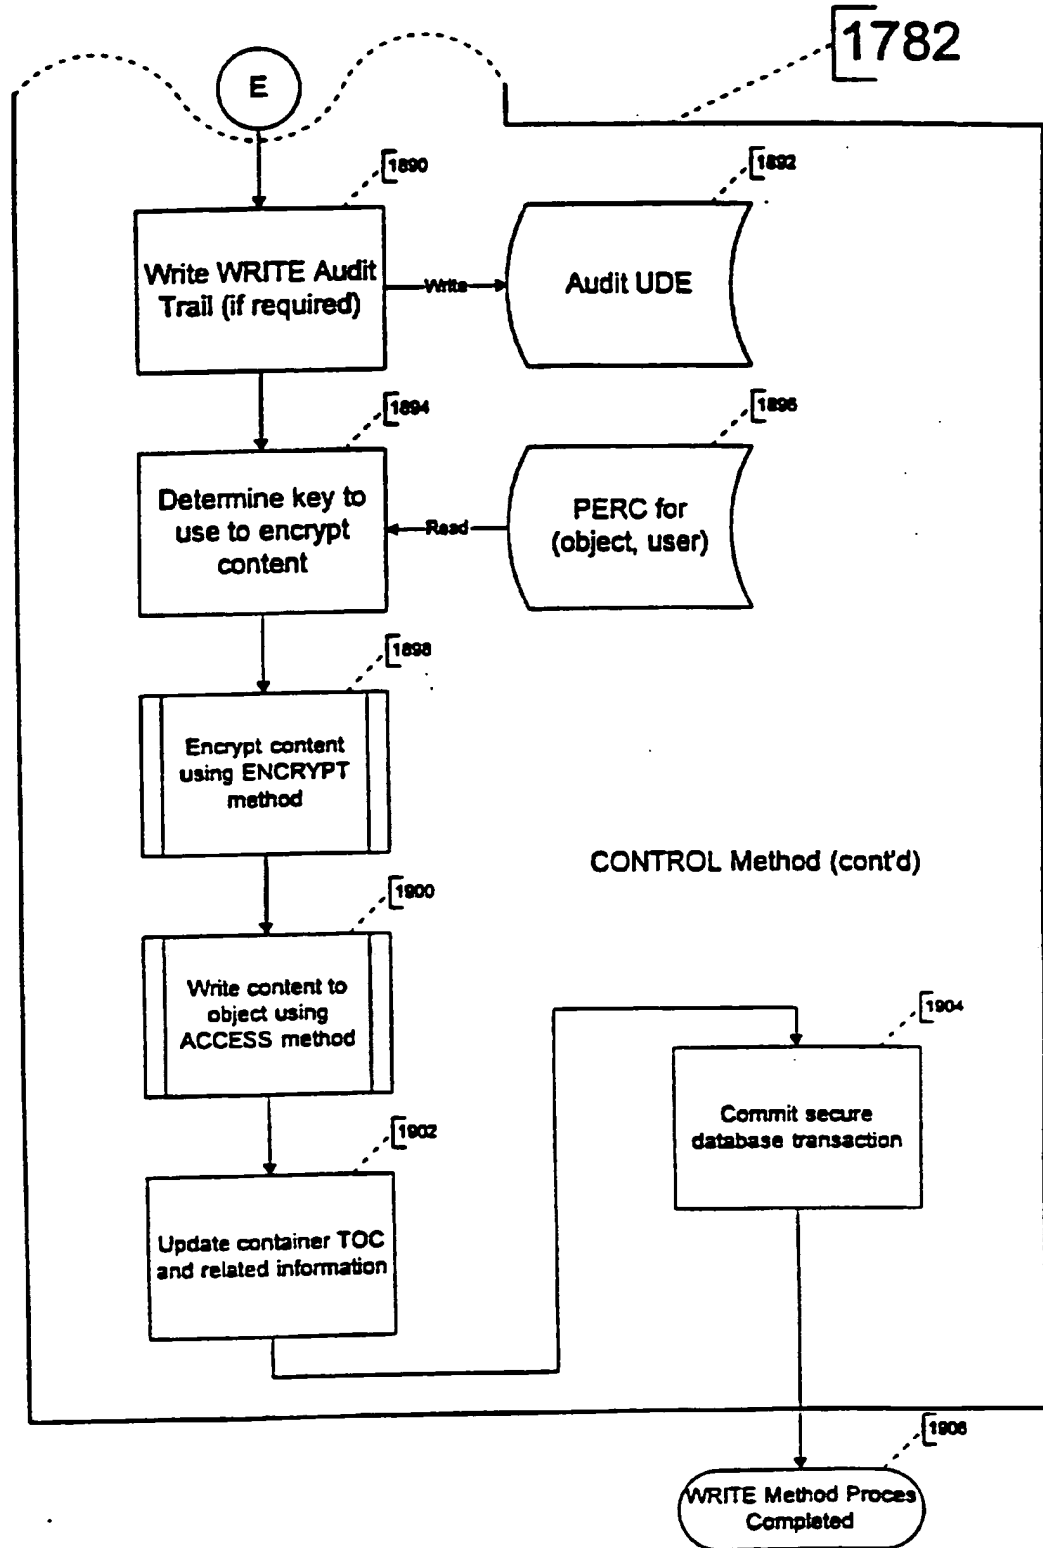 1782
E
1890
1892
Write WRITE Audit
Trail (if required)
Write
Audit UDE
1894
1896
Determine key to
use to encrypt
content
Read
PERC for
(object, user)
1898
Encrypt content
using ENCRYPT
method
CONTROL Method (cont'd)
1900
Write content to
object using
ACCESS method
1904
Commit secure
database transaction
1902
Update container TOC
and related information
1906
WRITE Method Proces
Completed